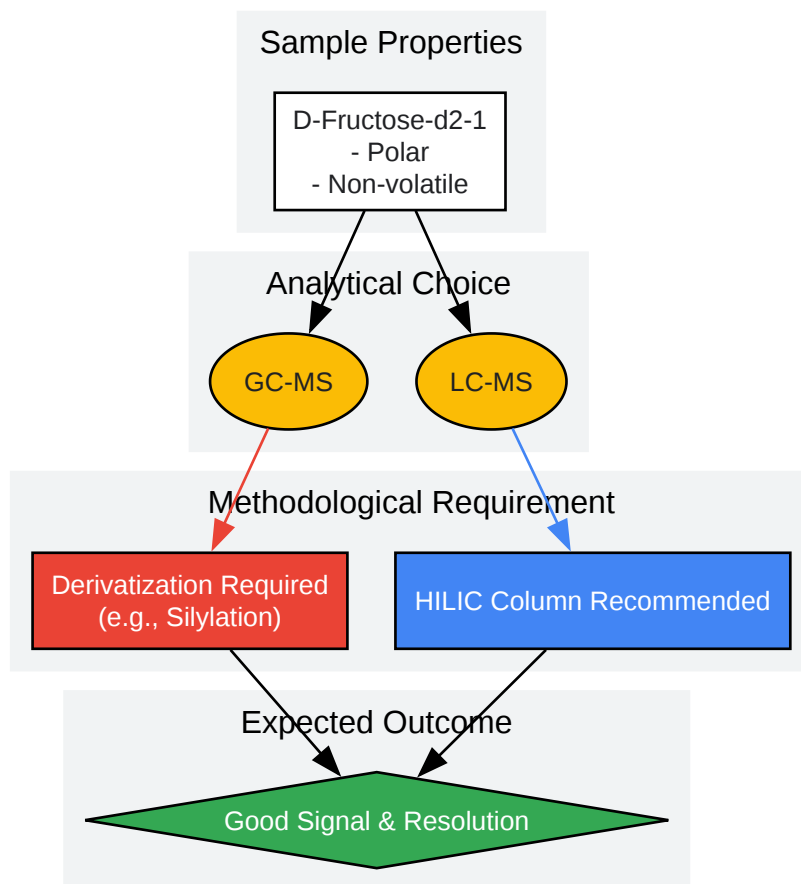 Sample Properties
D-Fructose-d2-1
- Polar
- Non-volatile
Analytical Choice
GC-MS
LC-MS
Methodological Requirement
Derivatization Required
(e.g., Silylation)
HILIC Column Recommended
Expected Outcome
Good Signal & Resolution